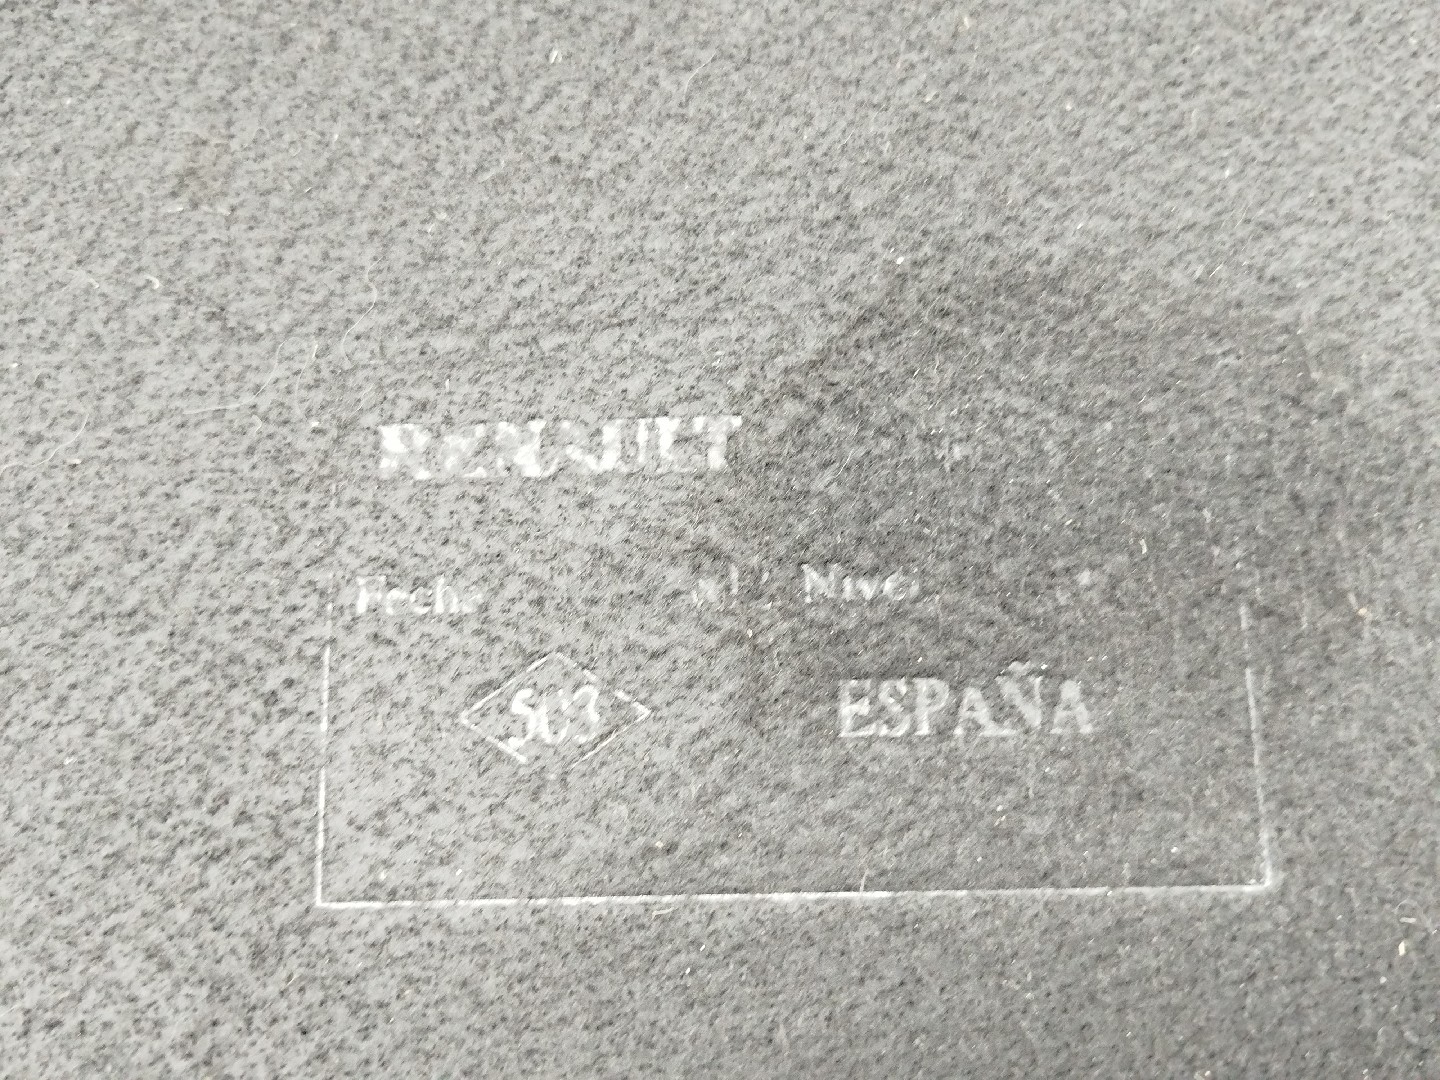 RENAULT
Fecha Nivel
503 ESPAÑA